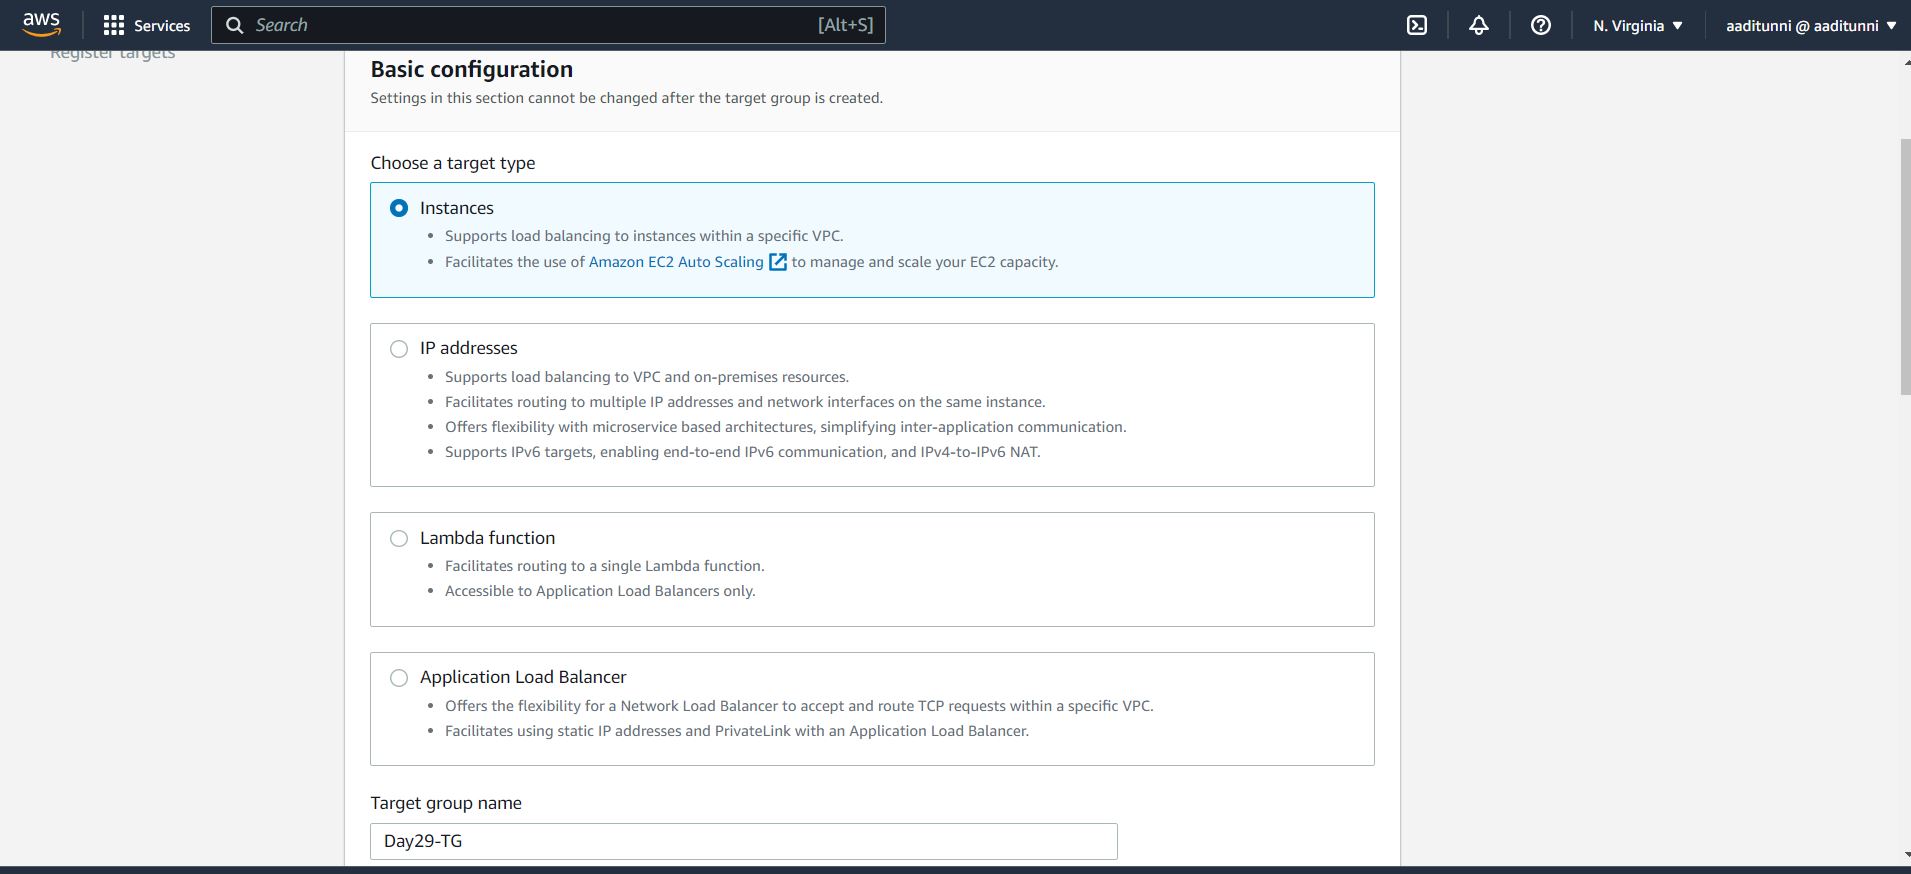 aws
Services
Search
[Alt+S]
N. Virginia
aaditunni @ aaditunni
Register targets
Basic configuration
Settings in this section cannot be changed after the target group is created.
Choose a target type
Instances
Supports load balancing to instances within a specific VPC.
Facilitates the use of Amazon EC2 Auto Scaling to manage and scale your EC2 capacity.
IP addresses
Supports load balancing to VPC and on-premises resources.
Facilitates routing to multiple IP addresses and network interfaces on the same instance.
Offers flexibility with microservice based architectures, simplifying inter-application communication.
Supports IPv6 targets, enabling end-to-end IPv6 communication, and IPv4-to-IPv6 NAT.
Lambda function
Facilitates routing to a single Lambda function.
Accessible to Application Load Balancers only.
Application Load Balancer
Offers the flexibility for a Network Load Balancer to accept and route TCP requests within a specific VPC.
Facilitates using static IP addresses and PrivateLink with an Application Load Balancer.
Target group name
Day29-TG